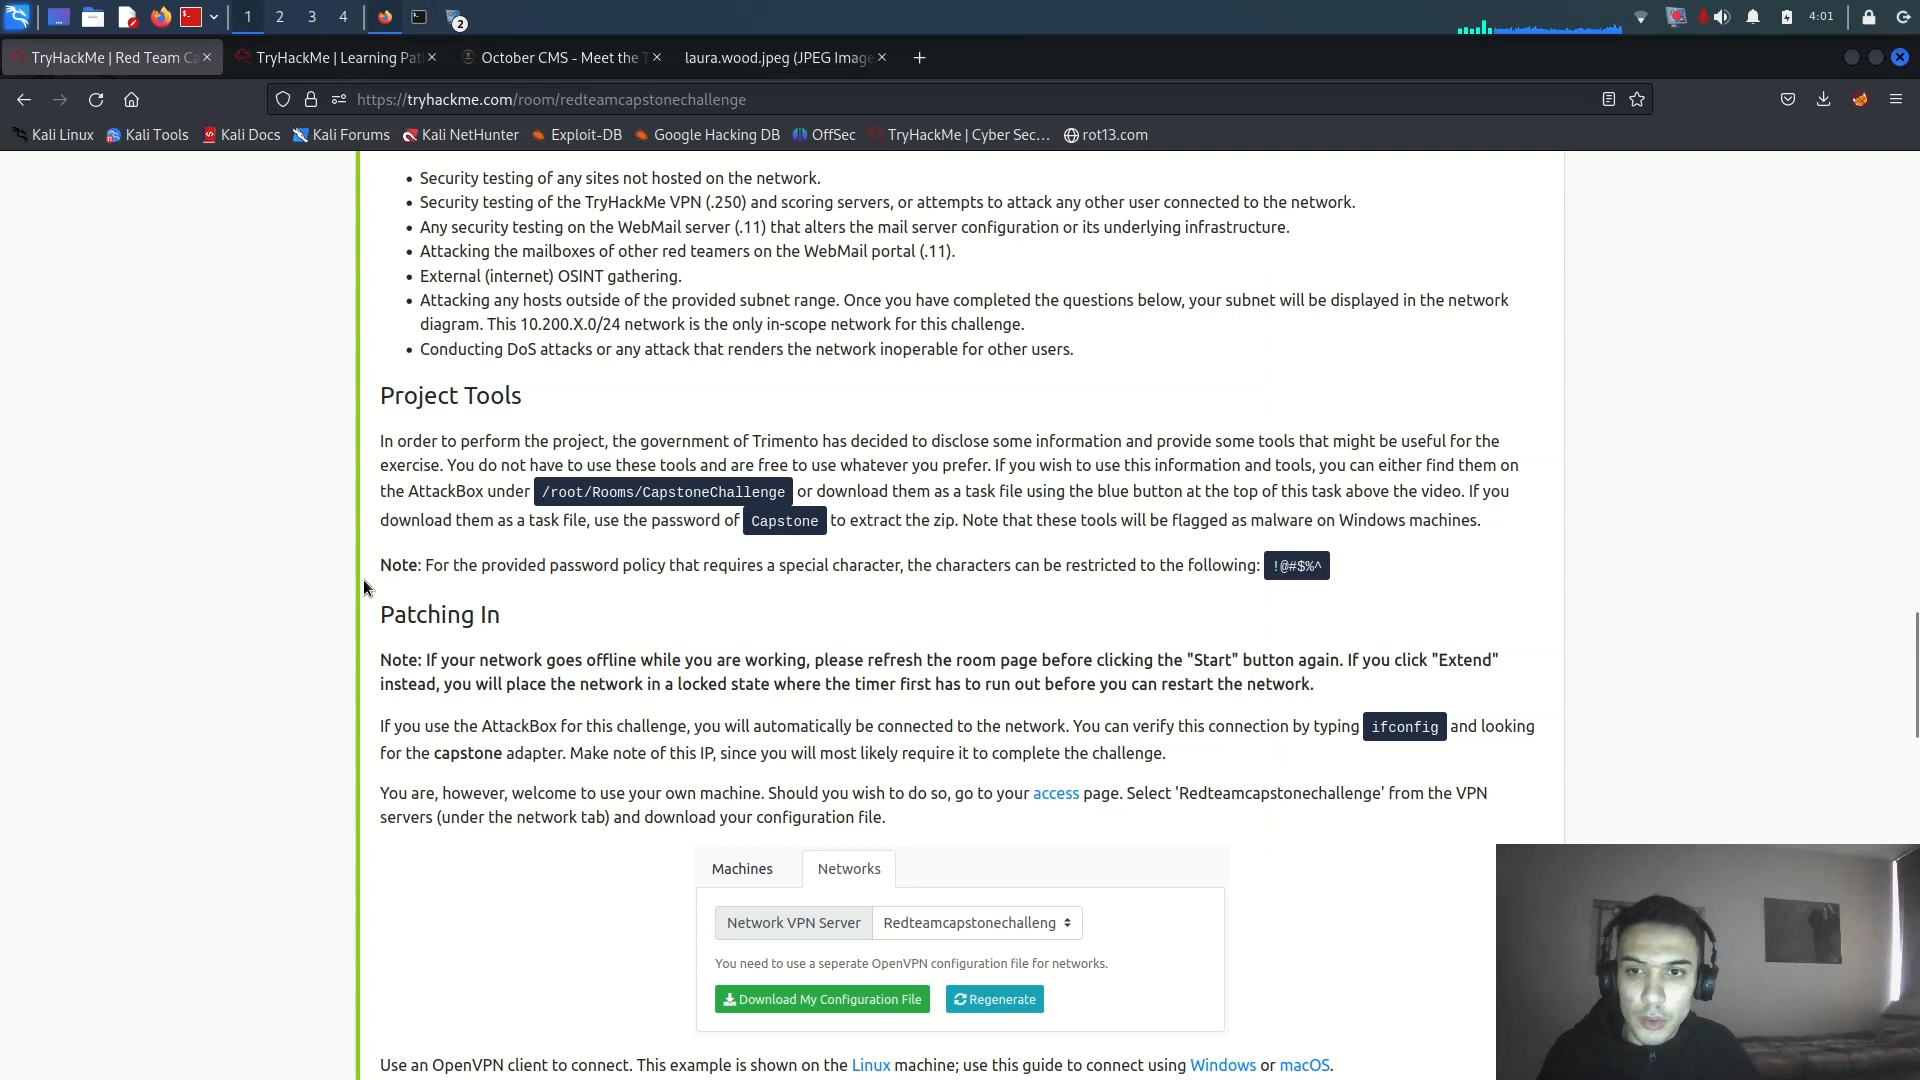 1 2 3 4 2 4:01
TryHackMe | Red Team Ca TryHackMe | Learning Pat October CMS - Meet the T laura.wood.jpeg (JPEG Image
https://tryhackme.com/room/redteamcapstonechallenge
Kali Linux Kali Tools Kali Docs Kali Forums Kali NetHunter Exploit-DB Google Hacking DB OffSec TryHackMe | Cyber Sec... rot13.com
• Security testing of any sites not hosted on the network.
• Security testing of the TryHackMe VPN (.250) and scoring servers, or attempts to attack any other user connected to the network.
• Any security testing on the WebMail server (.11) that alters the mail server configuration or its underlying infrastructure.
• Attacking the mailboxes of other red teamers on the WebMail portal (.11).
• External (internet) OSINT gathering.
• Attacking any hosts outside of the provided subnet range. Once you have completed the questions below, your subnet will be displayed in the network
diagram. This 10.200.X.0/24 network is the only in-scope network for this challenge.
• Conducting DoS attacks or any attack that renders the network inoperable for other users.
Project Tools
In order to perform the project, the government of Trimento has decided to disclose some information and provide some tools that might be useful for the
exercise. You do not have to use these tools and are free to use whatever you prefer. If you wish to use this information and tools, you can either find them on
the AttackBox under /root/Rooms/CapstoneChallenge or download them as a task file using the blue button at the top of this task above the video. If you
download them as a task file, use the password of Capstone to extract the zip. Note that these tools will be flagged as malware on Windows machines.
Note: For the provided password policy that requires a special character, the characters can be restricted to the following: !@#$%^
Patching In
Note: If your network goes offline while you are working, please refresh the room page before clicking the "Start" button again. If you click "Extend"
instead, you will place the network in a locked state where the timer first has to run out before you can restart the network.
If you use the AttackBox for this challenge, you will automatically be connected to the network. You can verify this connection by typing ifconfig and looking
for the capstone adapter. Make note of this IP, since you will most likely require it to complete the challenge.
You are, however, welcome to use your own machine. Should you wish to do so, go to your access page. Select 'Redteamcapstonechallenge' from the VPN
servers (under the network tab) and download your configuration file.
Machines Networks
Network VPN Server Redteamcapstonechalleng
You need to use a seperate OpenVPN configuration file for networks.
Download My Configuration File Regenerate
Use an OpenVPN client to connect. This example is shown on the Linux machine; use this guide to connect using Windows or macOS.